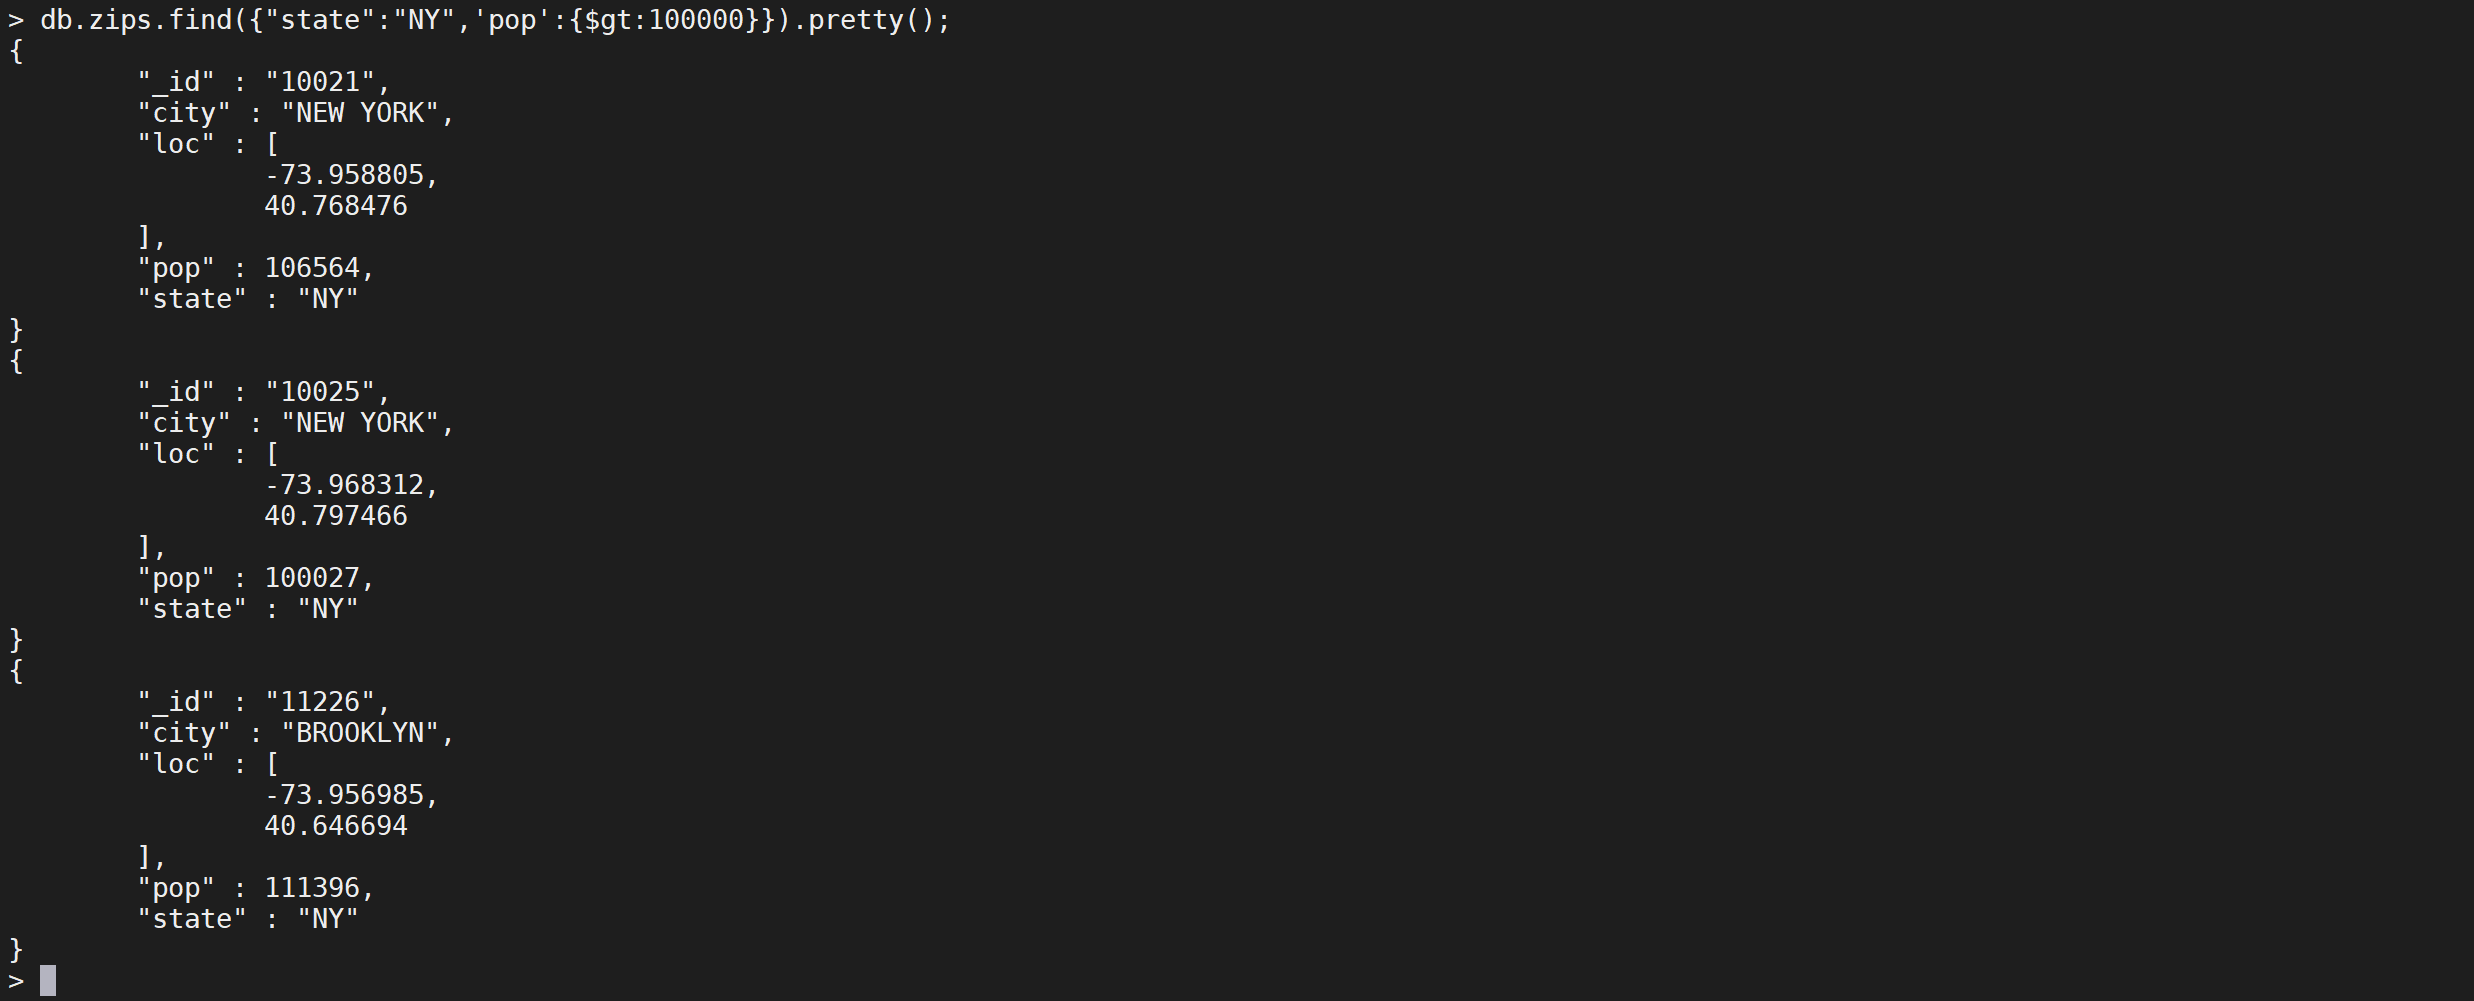 > db.zips.find({"state":"NY",'pop':{$gt:100000}}).pretty();
{
        "_id" : "10021",
        "city" : "NEW YORK",
        "loc" : [
                -73.958805,
                40.768476
        ],
        "pop" : 106564,
        "state" : "NY"
}
{
        "_id" : "10025",
        "city" : "NEW YORK",
        "loc" : [
                -73.968312,
                40.797466
        ],
        "pop" : 100027,
        "state" : "NY"
}
{
        "_id" : "11226",
        "city" : "BROOKLYN",
        "loc" : [
                -73.956985,
                40.646694
        ],
        "pop" : 111396,
        "state" : "NY"
}
>